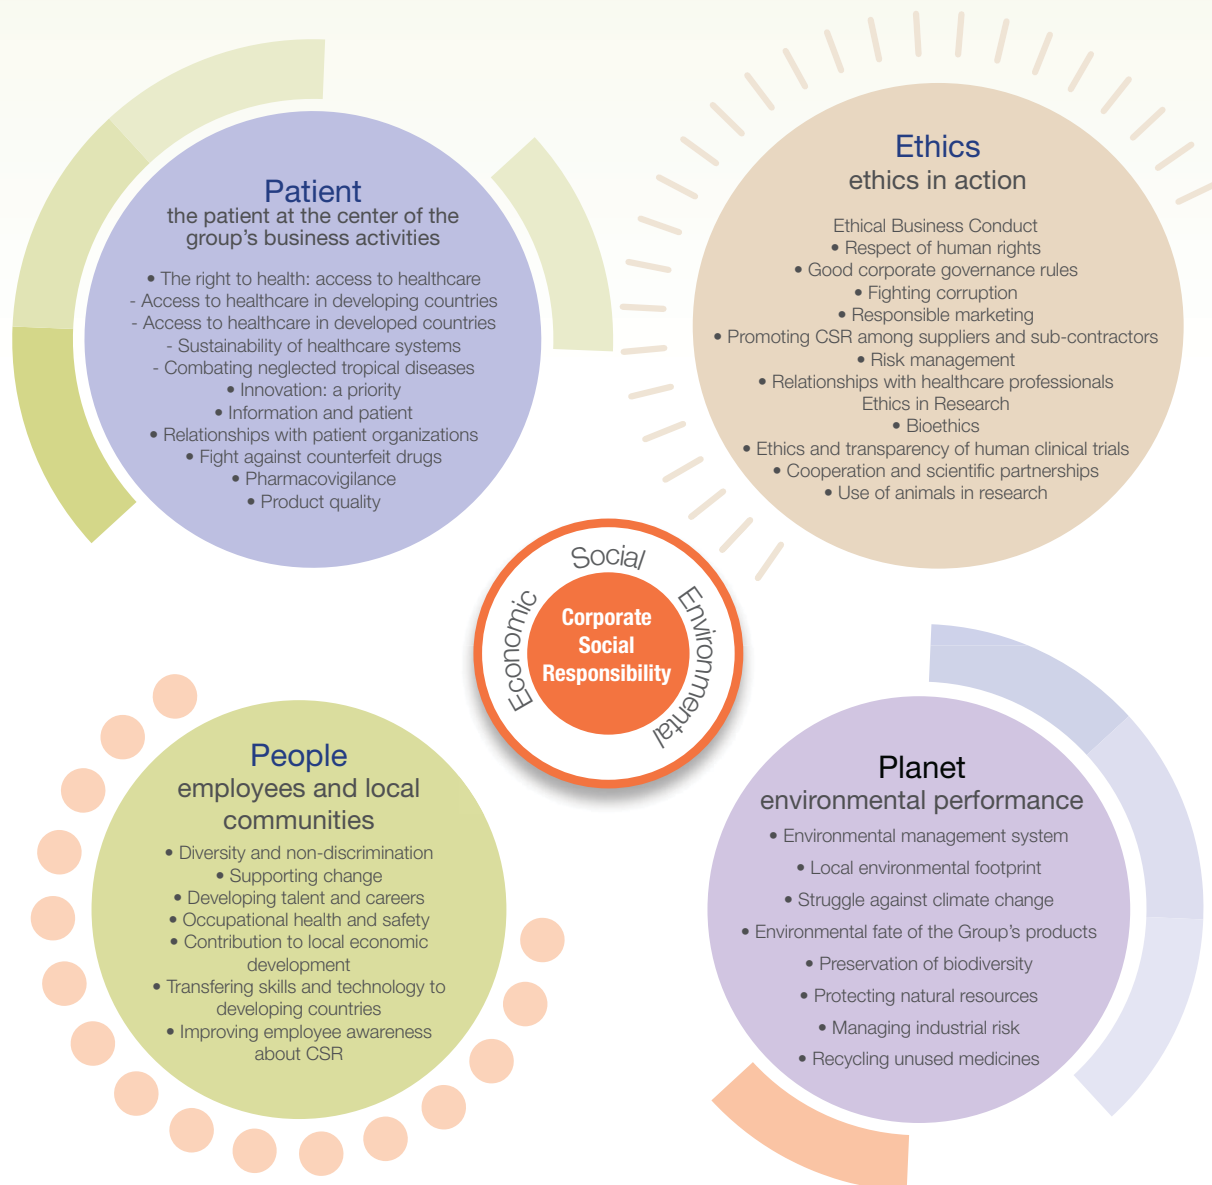 Patient
the patient at the center of the
group's business activities
• The right to health: access to healthcare
- Access to healthcare in developing countries
- Access to healthcare in developed countries
- Sustainability of healthcare systems
- Combating neglected tropical diseases
• Innovation: a priority
• Information and patient
• Relationships with patient organizations
• Fight against counterfeit drugs
• Pharmacovigilance
• Product quality
Ethics
ethics in action
Ethical Business Conduct
• Respect of human rights
• Good corporate governance rules
• Fighting corruption
• Responsible marketing
• Promoting CSR among suppliers and sub-contractors
• Risk management
• Relationships with healthcare professionals
Ethics in Research
• Bioethics
• Ethics and transparency of human clinical trials
• Cooperation and scientific partnerships
• Use of animals in research
Economic
Social
Environmental
Corporate
Social
Responsibility
People
employees and local
communities
• Diversity and non-discrimination
• Supporting change
• Developing talent and careers
• Occupational health and safety
• Contribution to local economic
development
• Transfering skills and technology to
developing countries
• Improving employee awareness
about CSR
Planet
environmental performance
• Environmental management system
• Local environmental footprint
• Struggle against climate change
• Environmental fate of the Group's products
• Preservation of biodiversity
• Protecting natural resources
• Managing industrial risk
• Recycling unused medicines